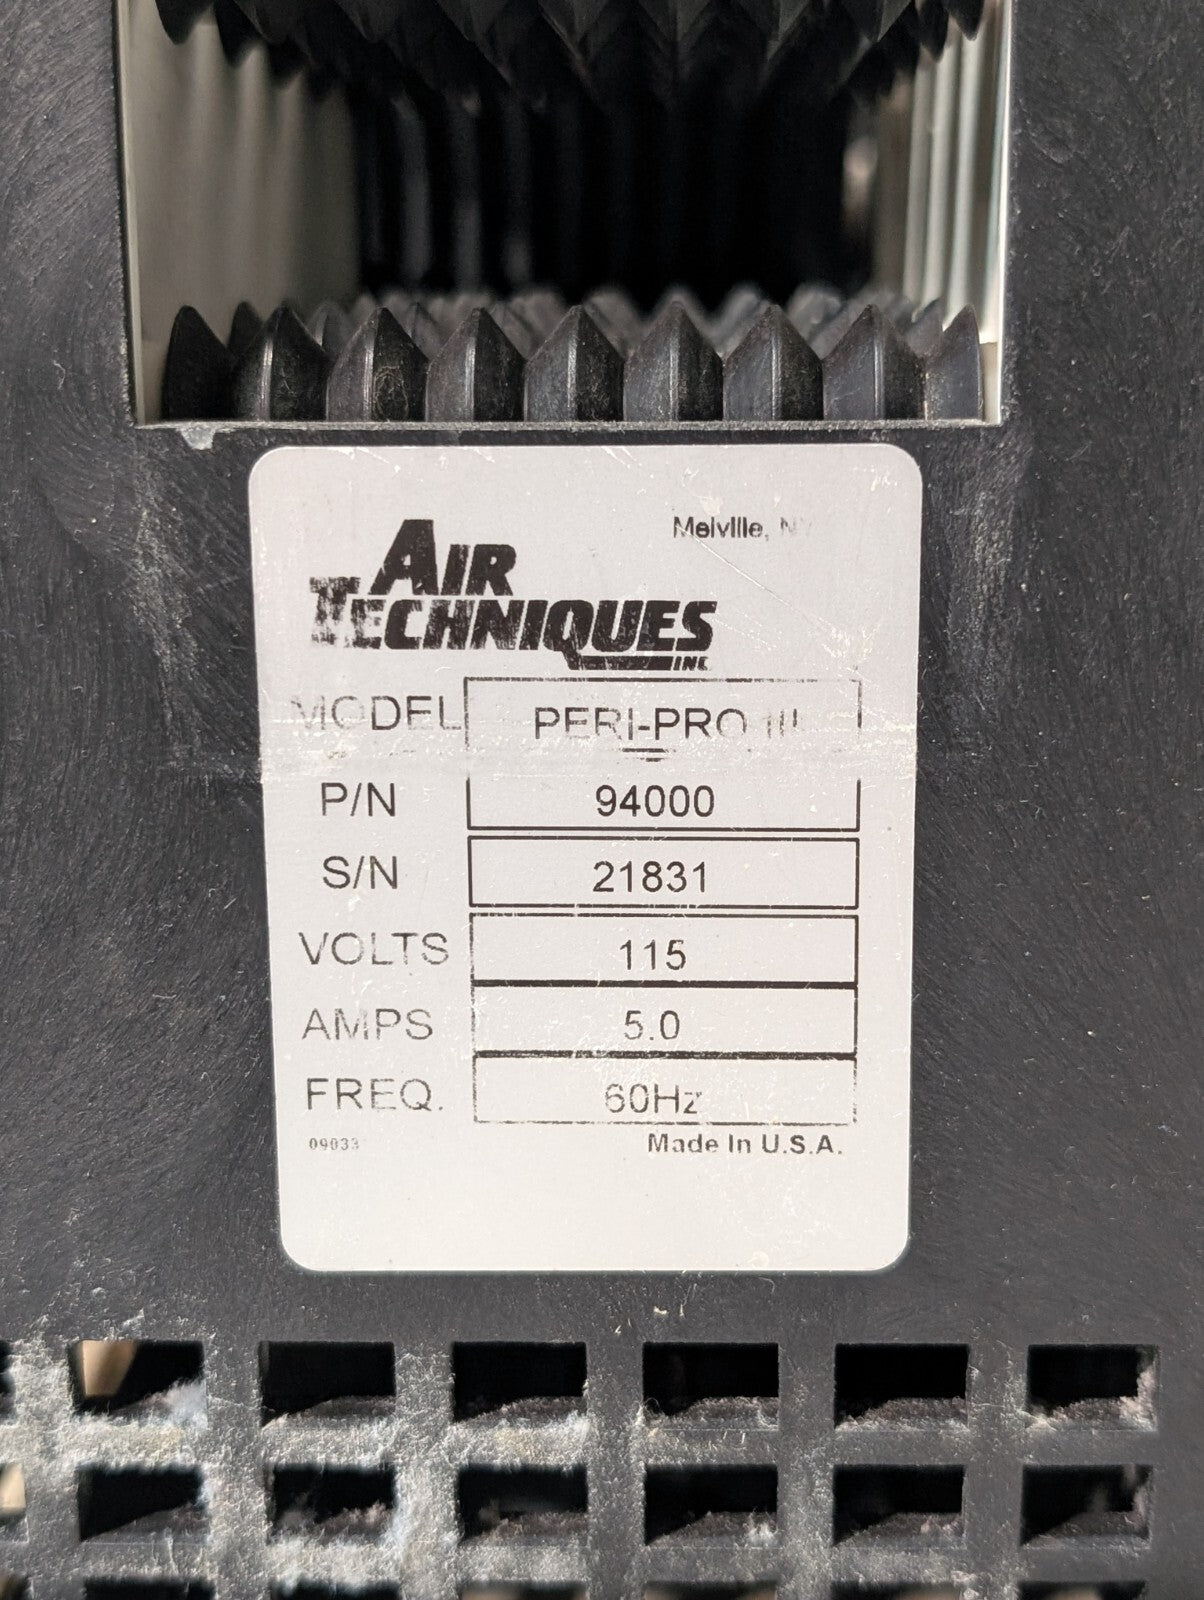 Melville, NY
AIR
TECHNIQUES
INC
MODEL PERI-PRO III
P/N 94000
S/N 21831
VOLTS 115
AMPS 5.0
FREQ. 60Hz
09033
Made In U.S.A.